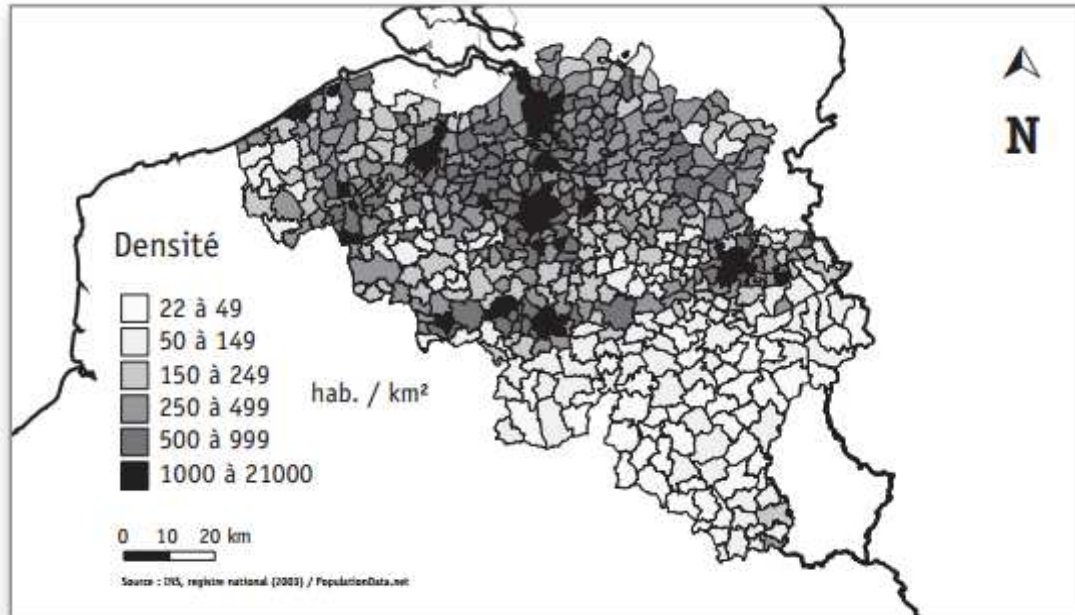 N
Densité
22 à 49
50 à 149
150 à 249
250 à 499
500 à 999
1000 à 21000
hab. / km²
0 10 20 km
Source : INS, registre national (2003) / PopulationData.net